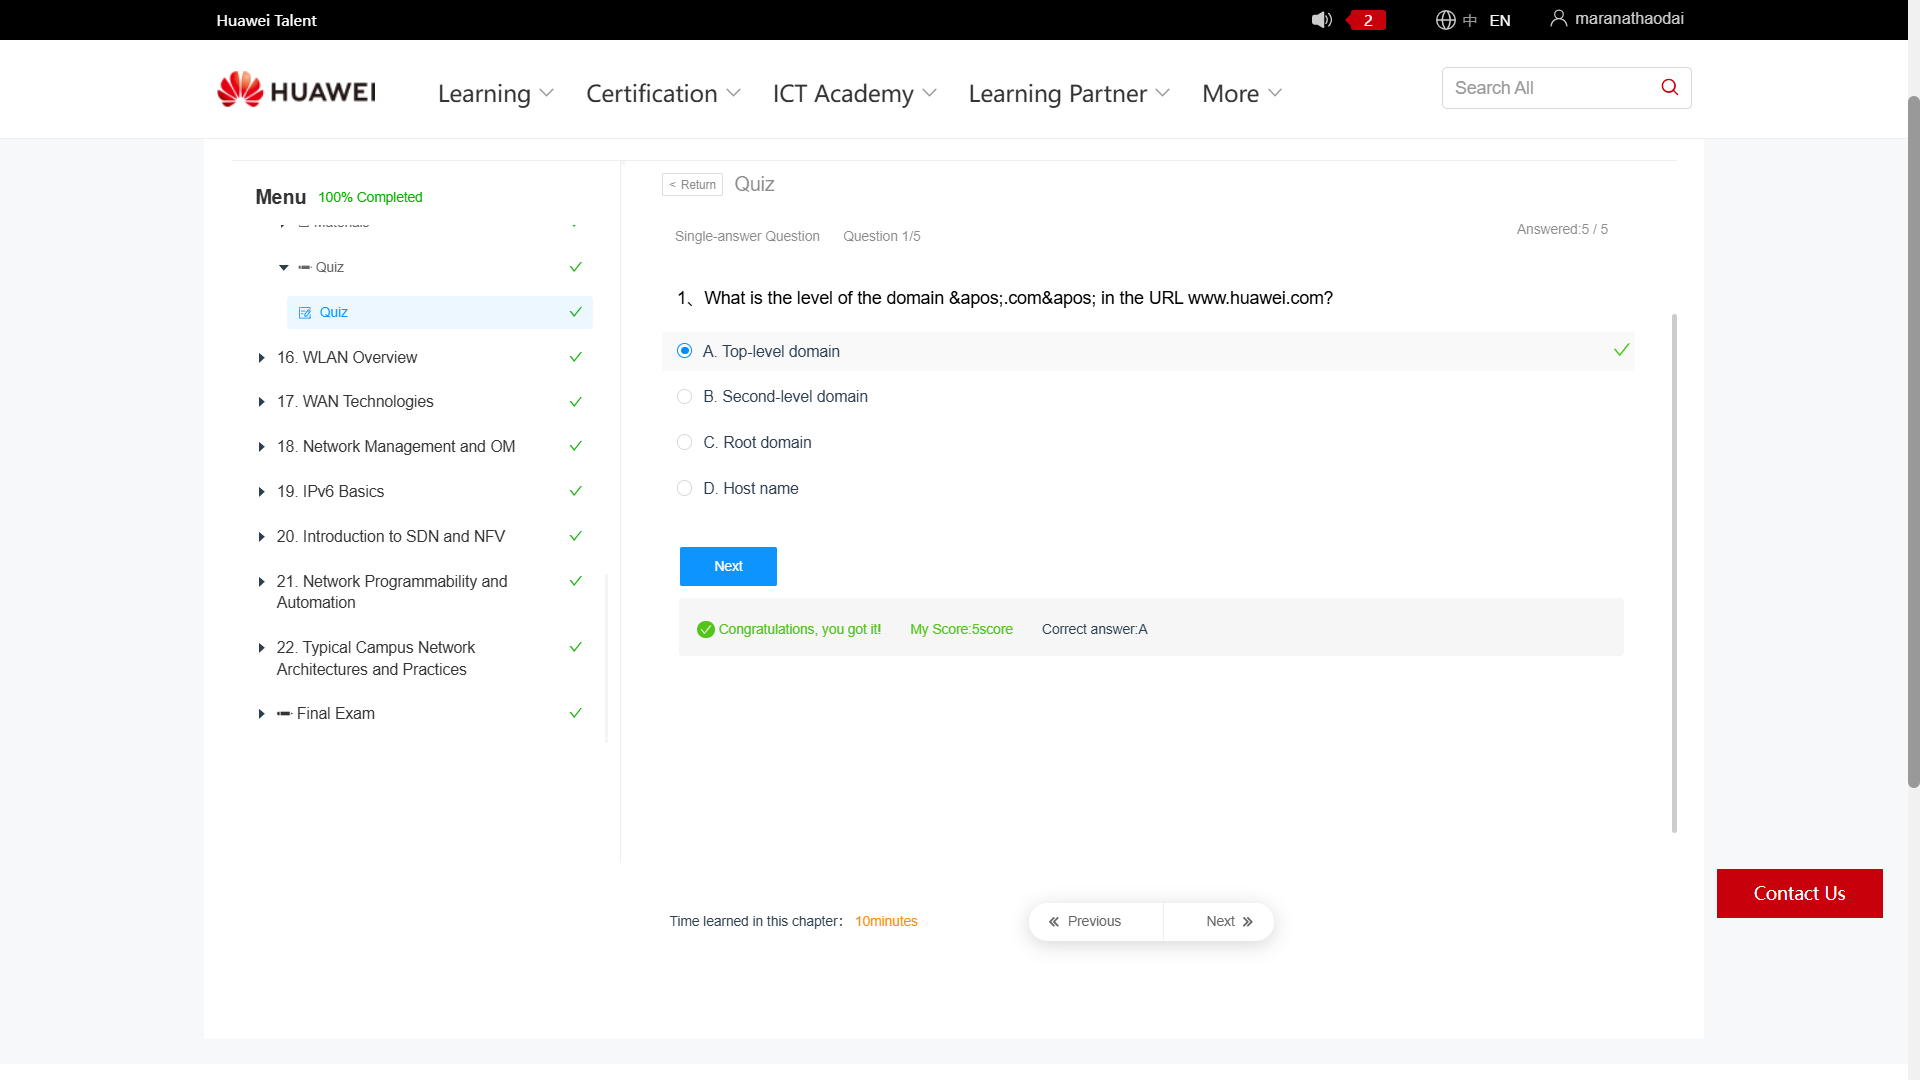 Huawei Talent
2
中 EN
maranathaodai
HUAWEI
Learning
Certification
ICT Academy
Learning Partner
More
Search All
Menu 100% Completed
Materials
Quiz
Quiz
16. WLAN Overview
17. WAN Technologies
18. Network Management and OM
19. IPv6 Basics
20. Introduction to SDN and NFV
21. Network Programmability and
Automation
22. Typical Campus Network
Architectures and Practices
Final Exam
< Return Quiz
Single-answer Question Question 1/5
Answered:5 / 5
1、What is the level of the domain &apos;.com&apos; in the URL www.huawei.com?
A. Top-level domain
B. Second-level domain
C. Root domain
D. Host name
Next
Congratulations, you got it! My Score:5score Correct answer:A
Time learned in this chapter： 10minutes
« Previous
Next »
Contact Us